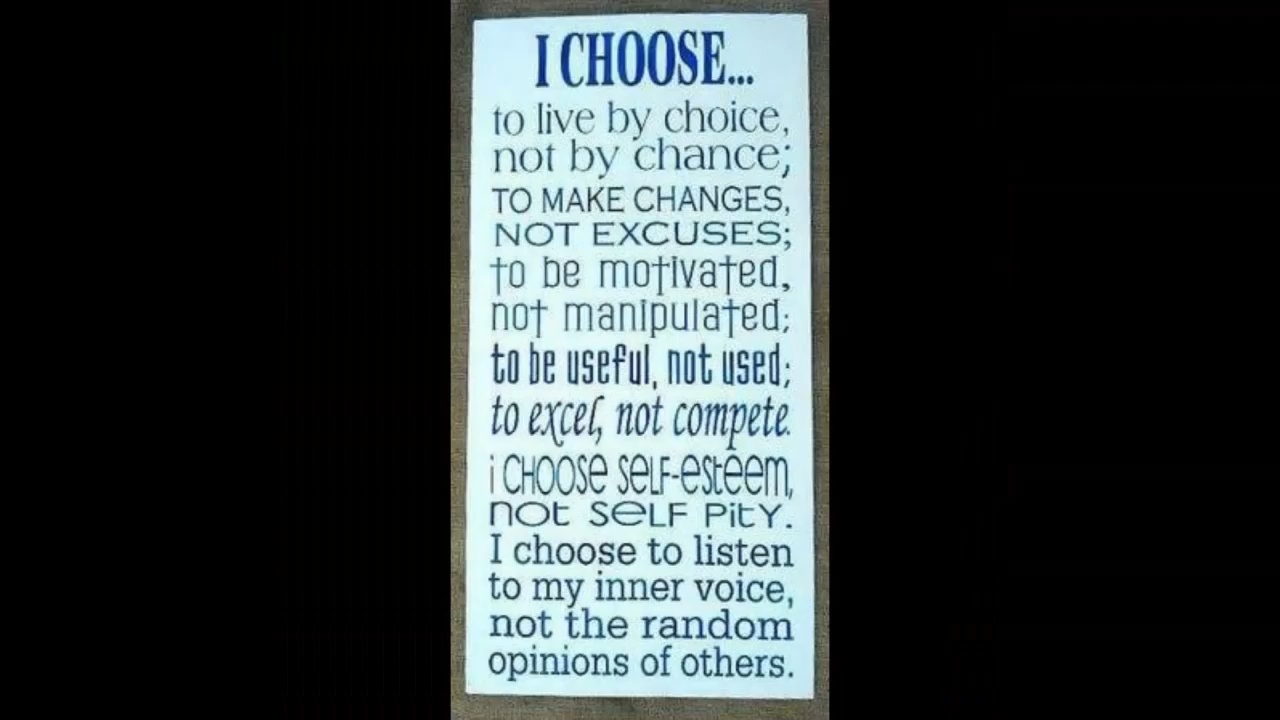 I CHOOSE...
to live by choice,
not by chance;
TO MAKE CHANGES,
NOT EXCUSES;
to be motivated,
not manipulated;
to be useful, not used;
to excel, not compete.
i CHOOSe SeLF-eSteem,
not SeLF PitY.
I choose to listen
to my inner voice,
not the random
opinions of others.